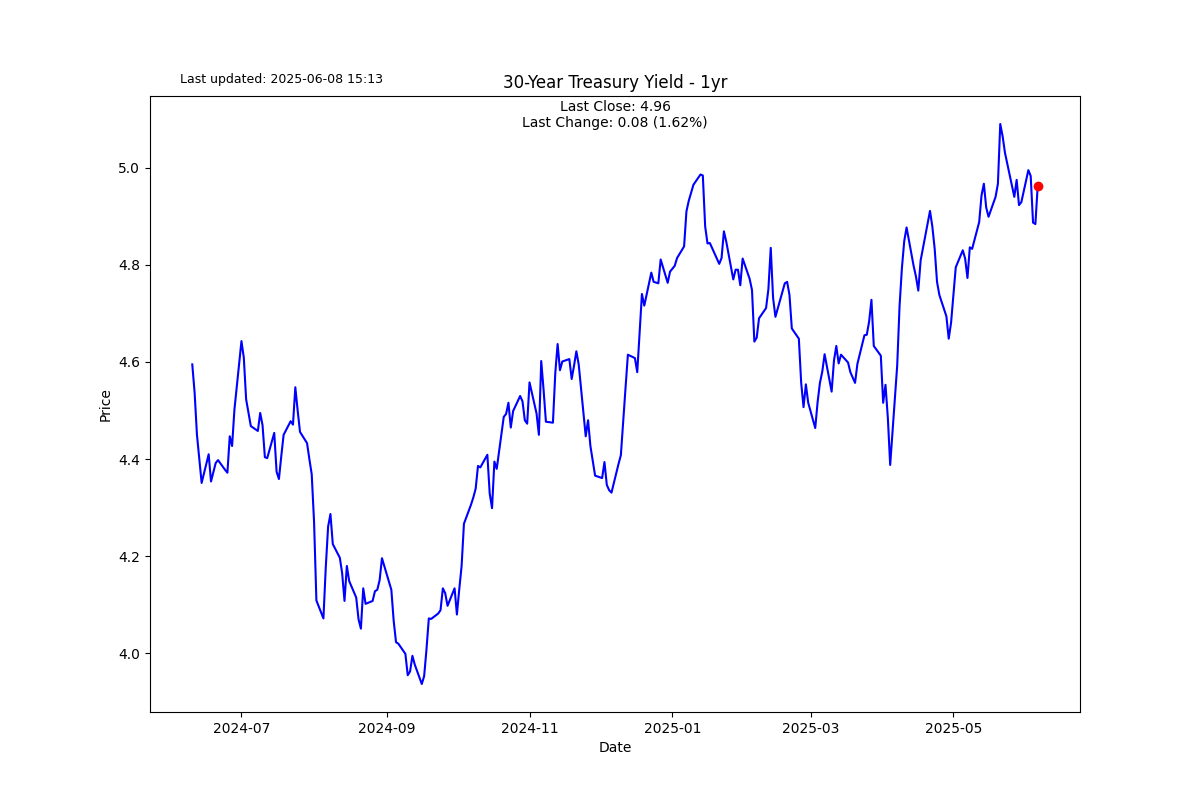 Last updated: 2025-06-08 15:13
30-Year Treasury Yield - 1yr
Last Close: 4.96
Last Change: 0.08 (1.62%)
Price
5.0
4.8
4.6
4.4
4.2
4.0
2024-07
2024-09
2024-11
2025-01
2025-03
2025-05
Date